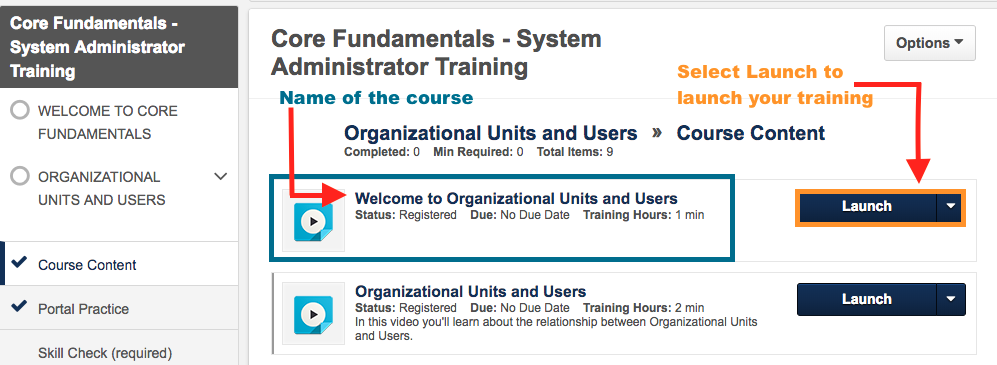 Core Fundamentals -
System Administrator
Training
WELCOME TO CORE
FUNDAMENTALS
ORGANIZATIONAL
UNITS AND USERS
Course Content
Portal Practice
Skill Check (required)
Core Fundamentals - System
Administrator Training
Options
Name of the course
Select Launch to
launch your training
Organizational Units and Users » Course Content
Completed: 0 Min Required: 0 Total Items: 9
Welcome to Organizational Units and Users
Status: Registered Due: No Due Date Training Hours: 1 min
Launch
Organizational Units and Users
Status: Registered Due: No Due Date Training Hours: 2 min
In this video you'll learn about the relationship between Organizational Units
and Users.
Launch